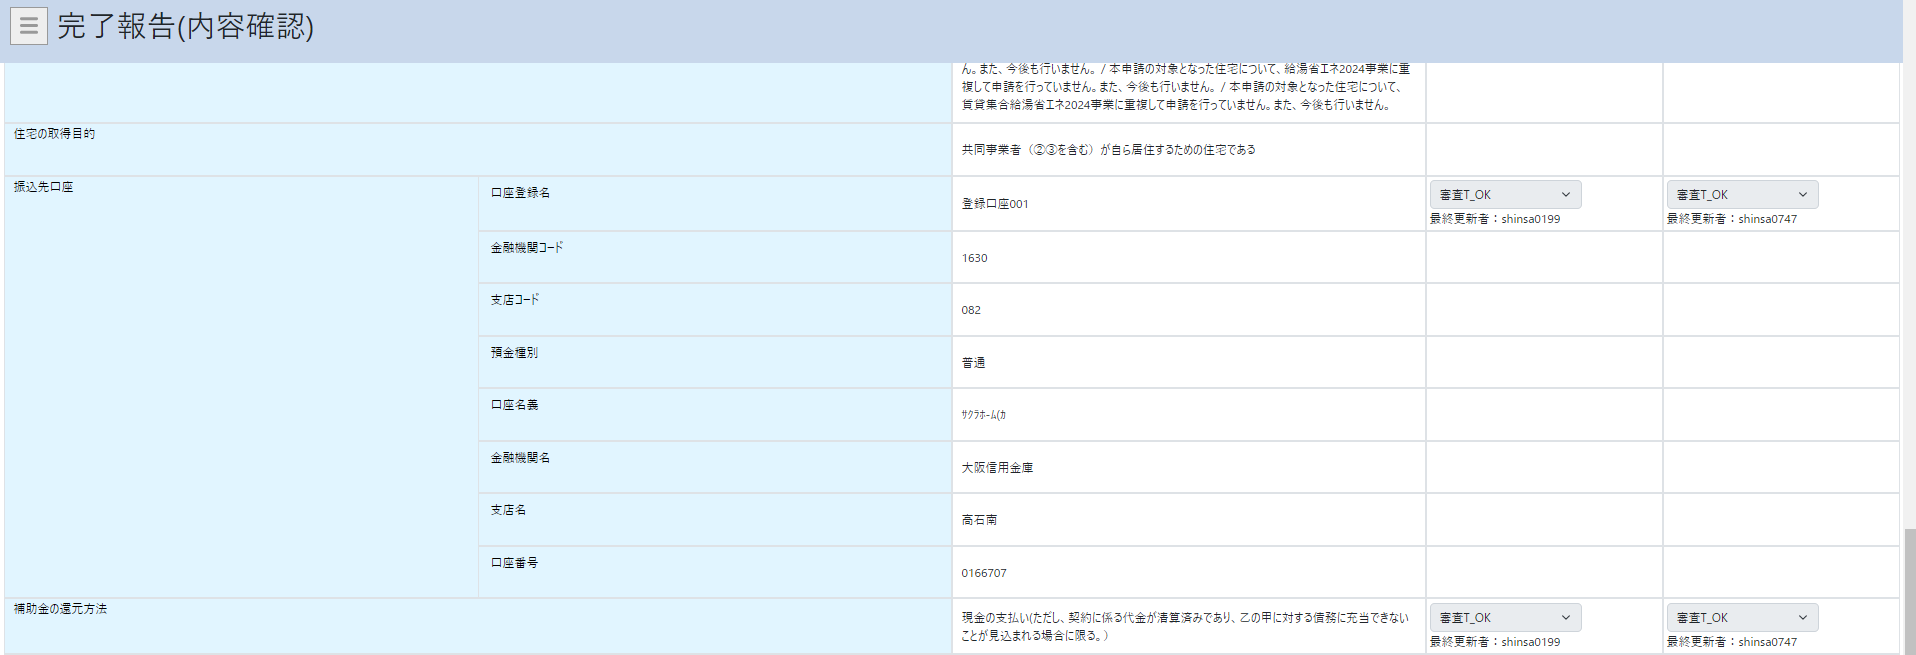 完了報告(内容確認)
ん。また、今後も行いません。 / 本申請の対象となった住宅について、給湯省エネ2024事業に重
複して申請を行っていません。また、今後も行いません。 / 本申請の対象となった住宅について、
賃貸集合給湯省エネ2024事業に重複して申請を行っていません。また、今後も行いません。
住宅の取得目的
共同事業者（②③を含む）が自ら居住するための住宅である
振込先口座
口座登録名
登録口座001
審査T_OK
最終更新者：shinsa0199
審査T_OK
最終更新者：shinsa0747
金融機関コード
1630
支店コード
082
預金種別
普通
口座名義
ｻｸﾗﾎｰﾑ(ｶ
金融機関名
大阪信用金庫
支店名
高石南
口座番号
0166707
補助金の還元方法
現金の支払い(ただし、契約に係る代金が清算済みであり、乙の甲に対する債務に充当できない
ことが見込まれる場合に限る。)
審査T_OK
最終更新者：shinsa0199
審査T_OK
最終更新者：shinsa0747